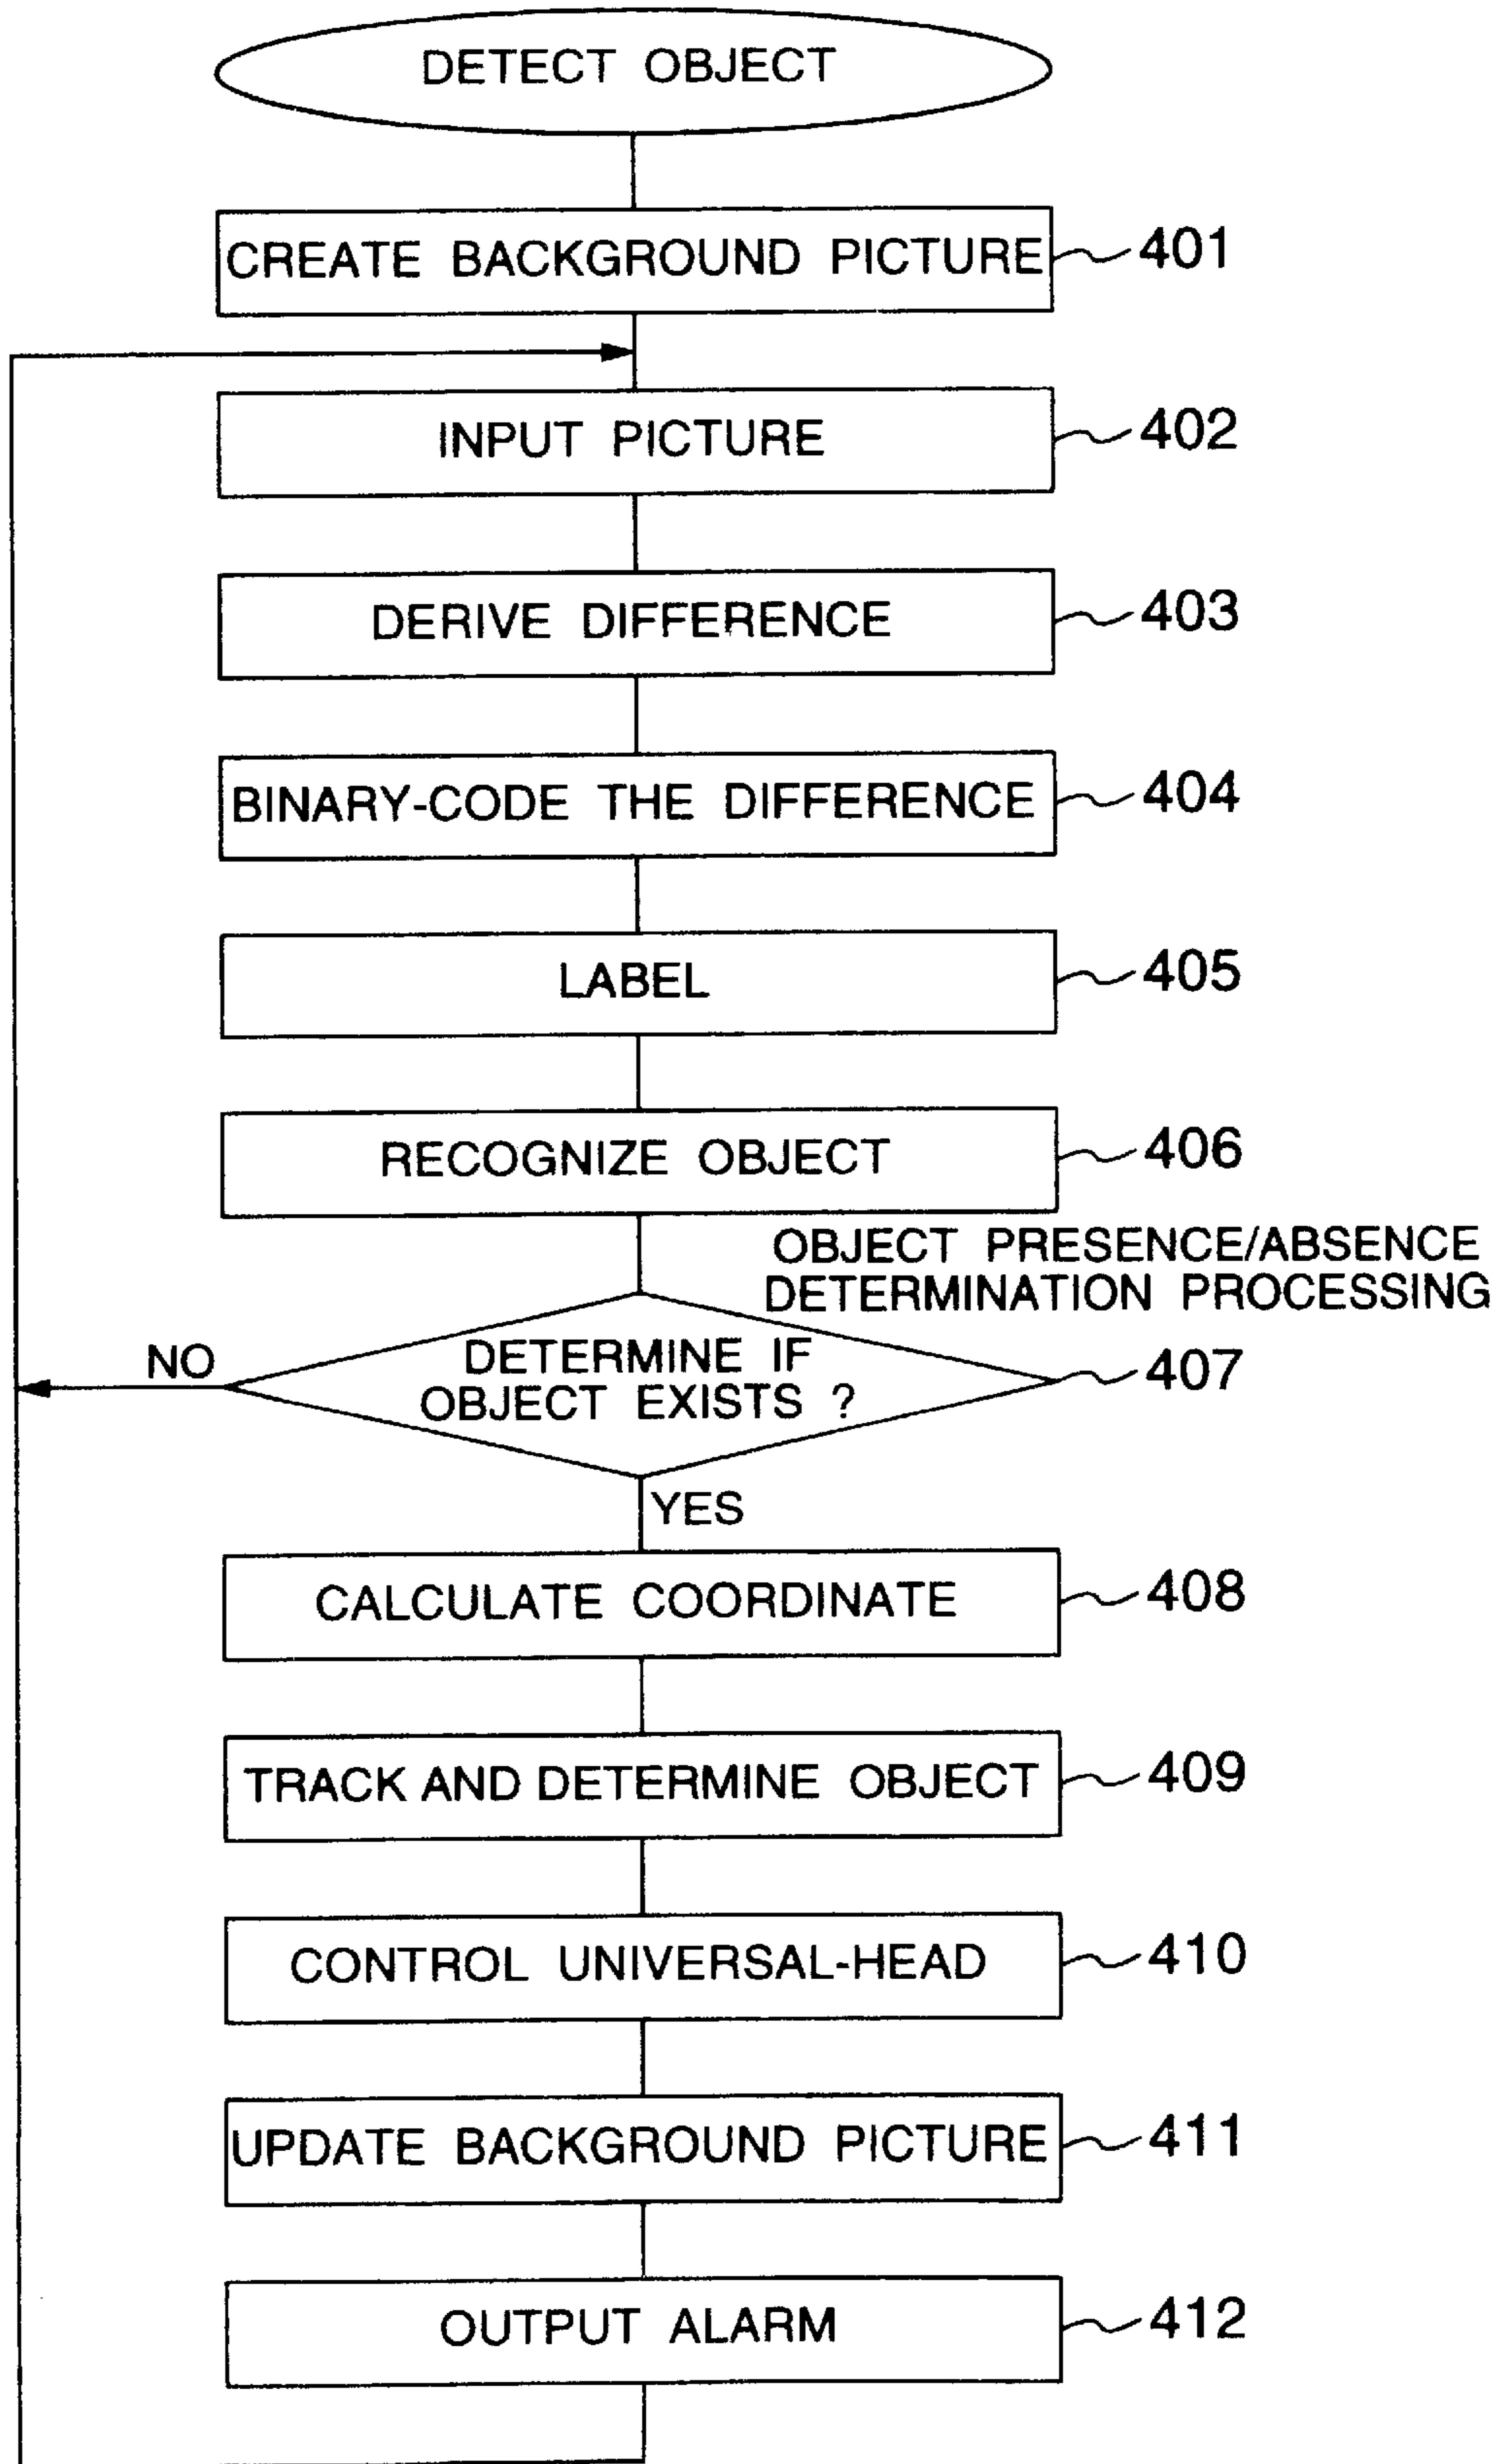 DETECT OBJECT
CREATE BACKGROUND PICTURE 401
INPUT PICTURE 402
DERIVE DIFFERENCE 403
BINARY-CODE THE DIFFERENCE 404
LABEL 405
RECOGNIZE OBJECT 406
OBJECT PRESENCE/ABSENCE
DETERMINATION PROCESSING
NO
DETERMINE IF
OBJECT EXISTS ?
407
YES
CALCULATE COORDINATE 408
TRACK AND DETERMINE OBJECT 409
CONTROL UNIVERSAL-HEAD 410
UPDATE BACKGROUND PICTURE 411
OUTPUT ALARM 412